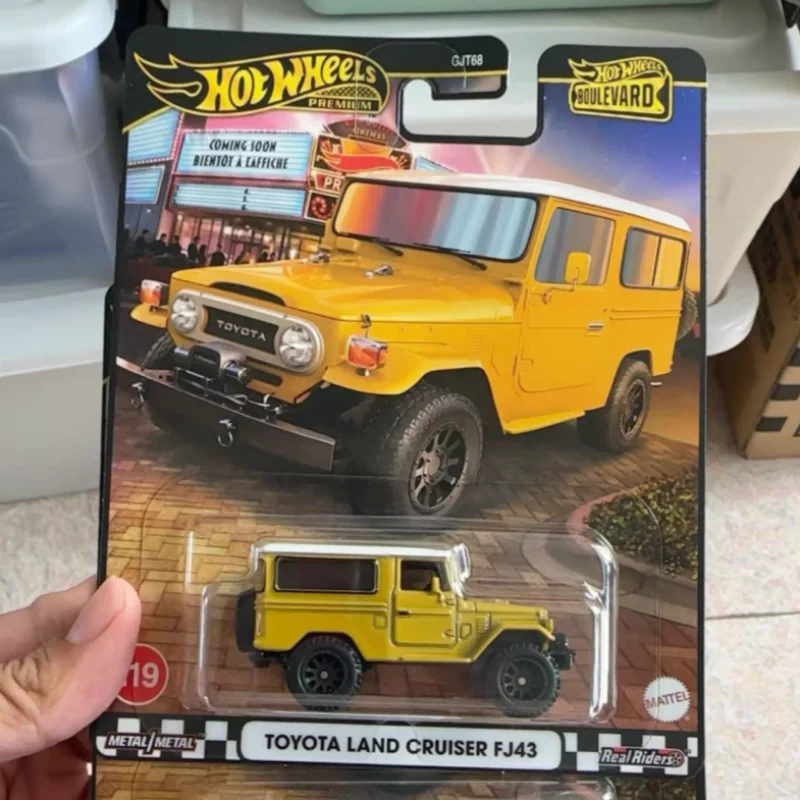 HOT WHEELS
PREMIUM
GJT68
HOT WHEELS
BOULEVARD
COMING SOON
BIENTÔT À L'AFFICHE
PR
TOYOTA
19
MATTEL
METAL/METAL
TOYOTA LAND CRUISER FJ43
Real Riders